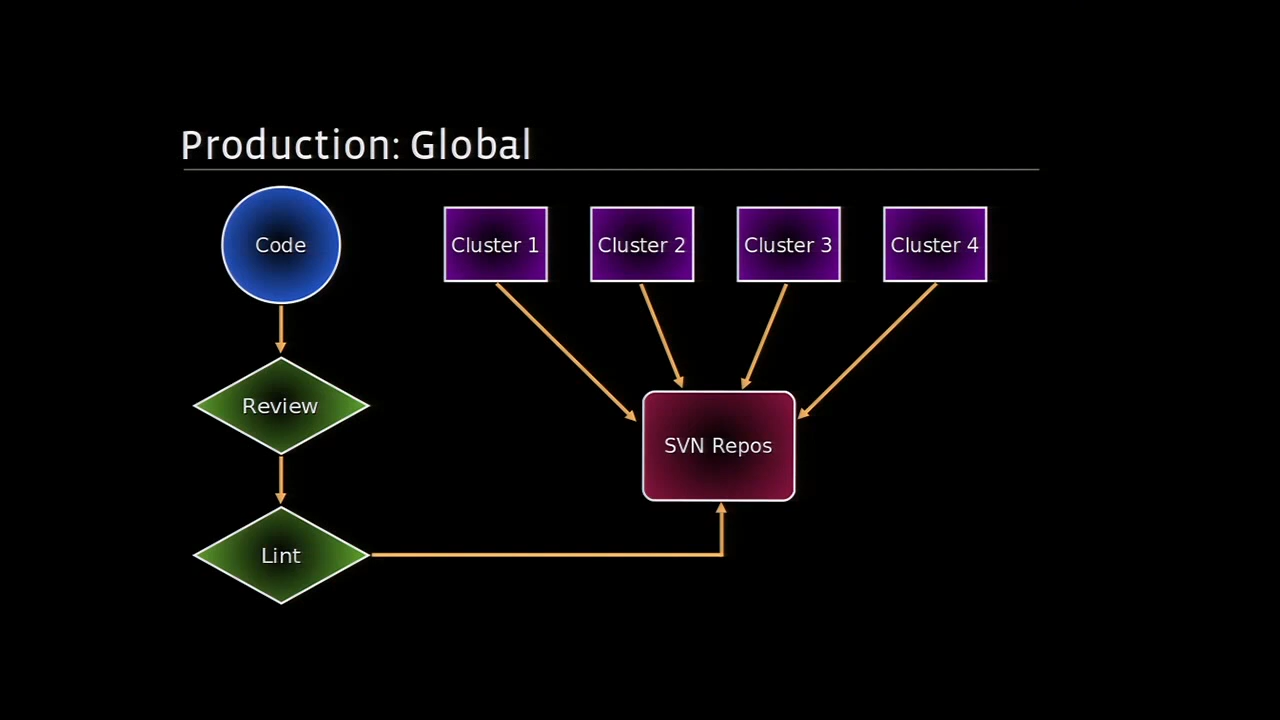 Production: Global
Code
Cluster 1
Cluster 2
Cluster 3
Cluster 4
Review
SVN Repos
Lint